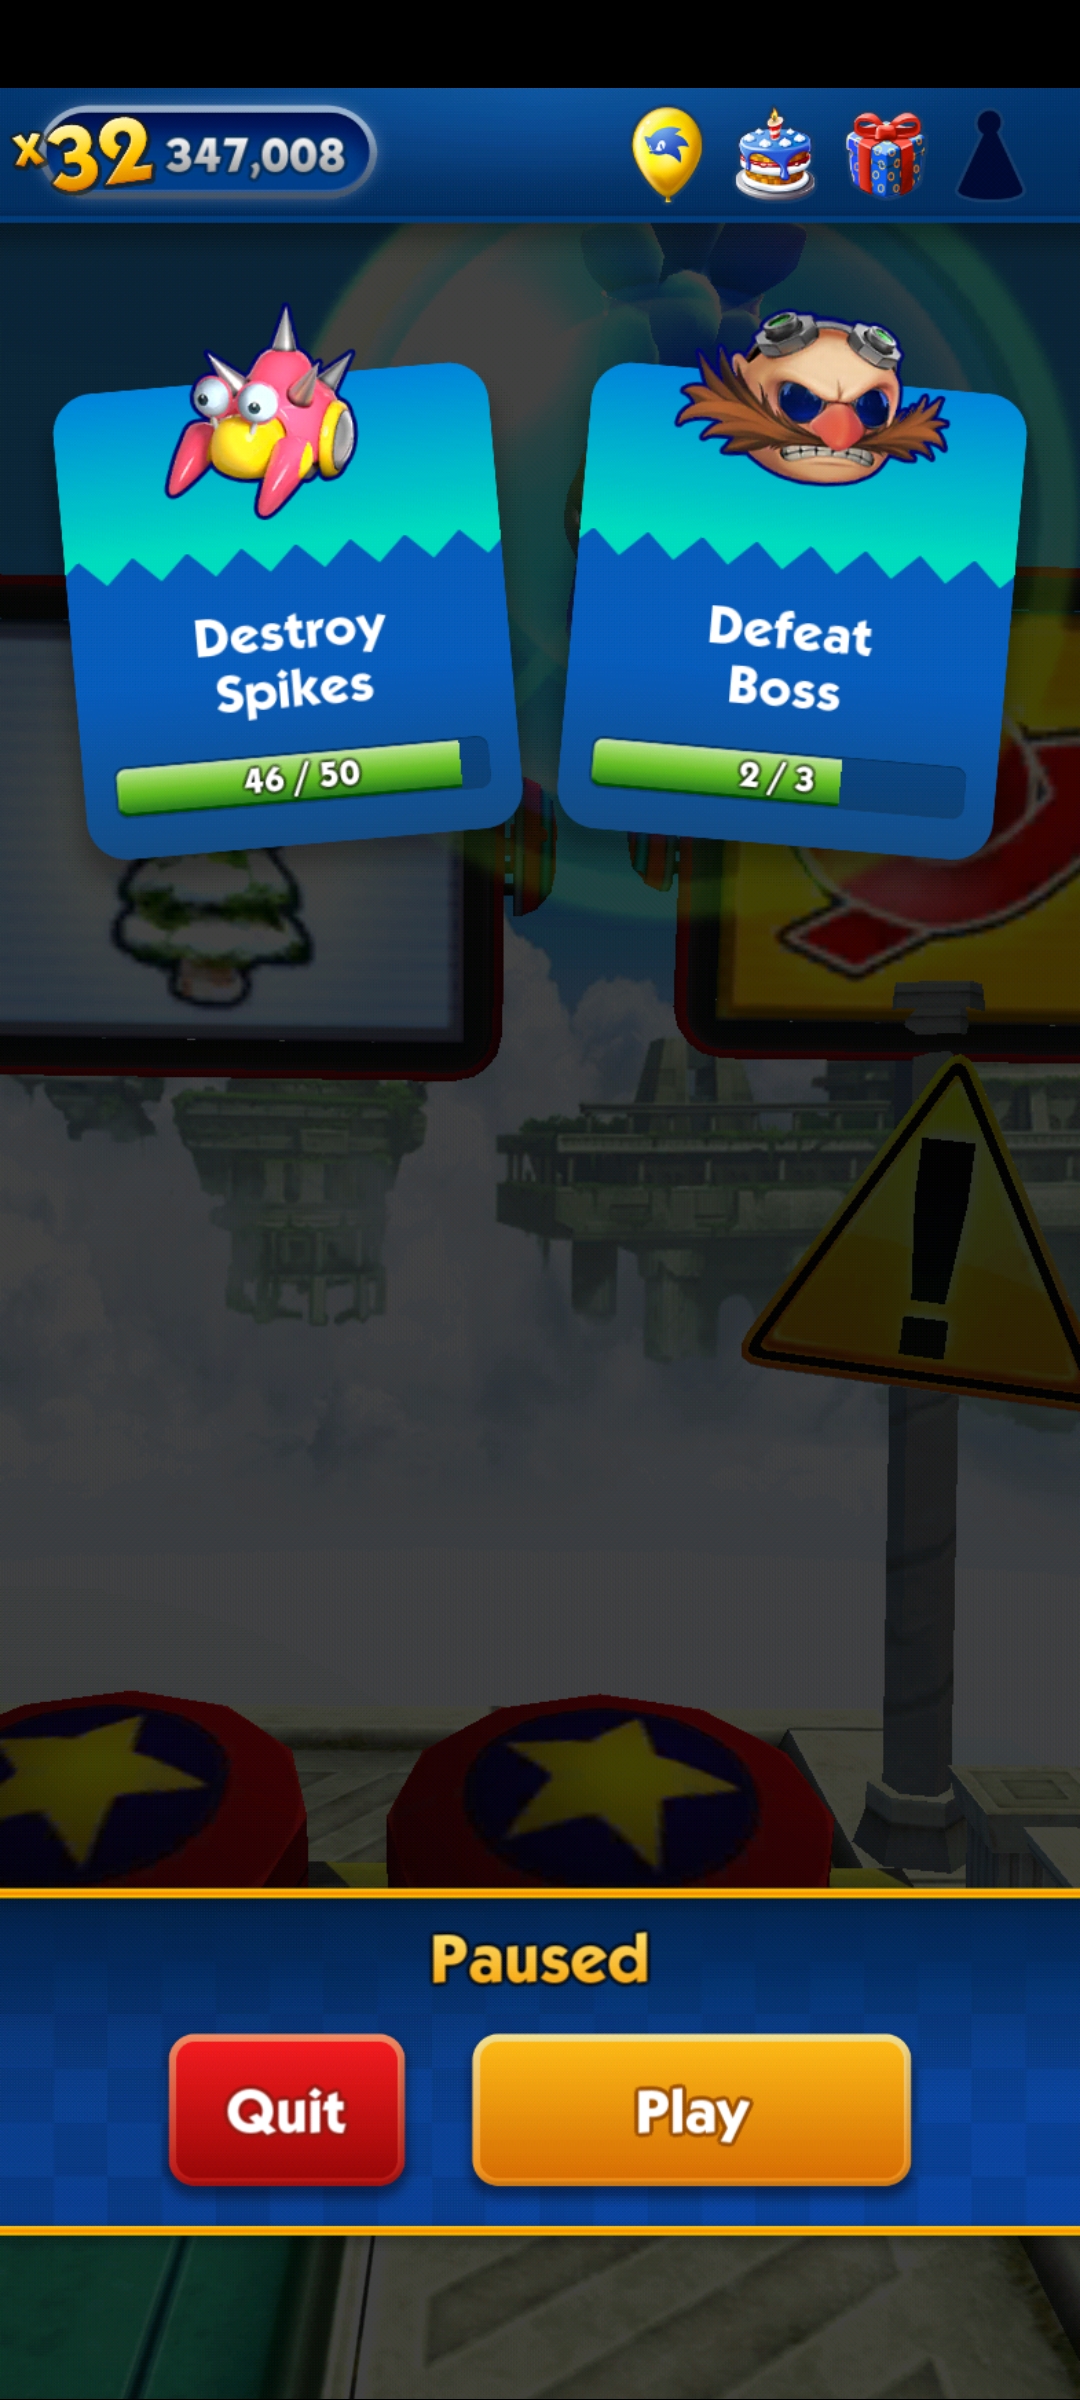 x32 347,008
Destroy
Spikes
46 / 50
Defeat
Boss
2 / 3
!
Paused
Quit
Play